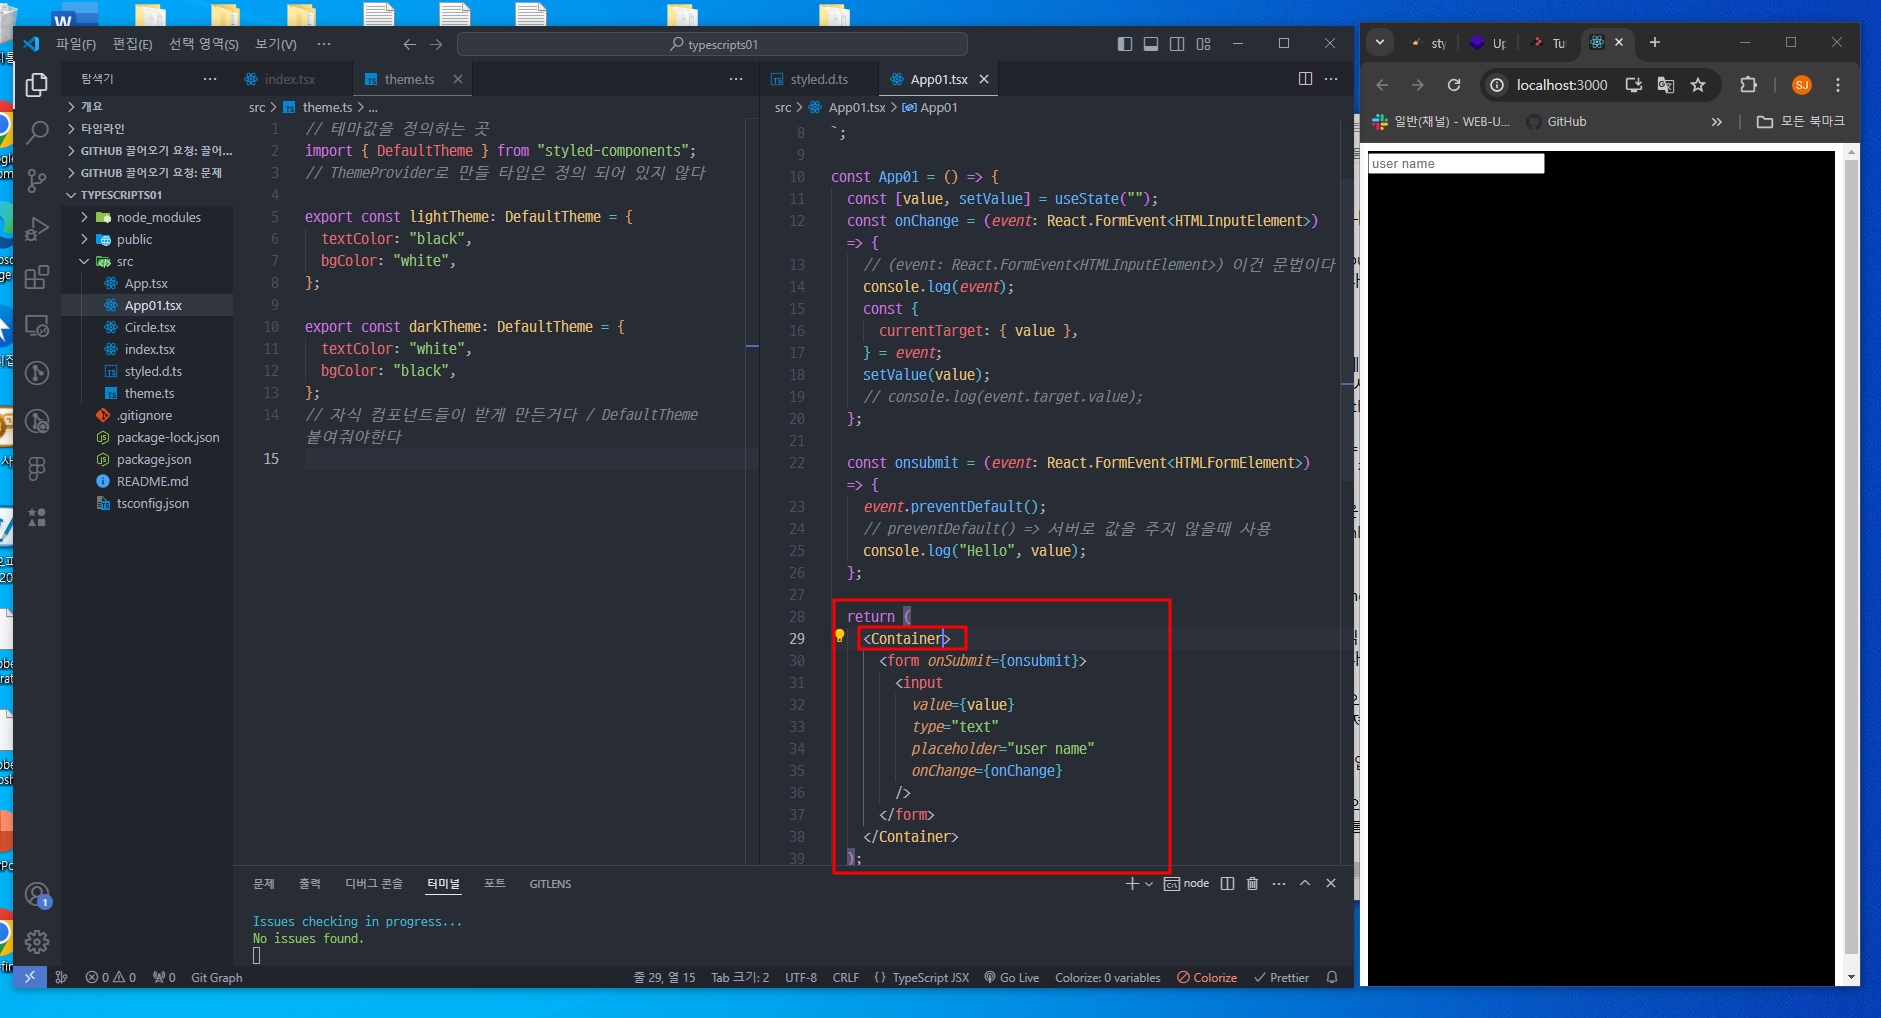 파일(F) 편집(E) 선택 영역(S) 보기(V) ···
typescripts01
탐색기
개요
타임라인
GITHUB 끌어오기 요청: 끌어...
GITHUB 끌어오기 요청: 문제
TYPESCRIPTS01
node_modules
public
src
App.tsx
App01.tsx
Circle.tsx
index.tsx
styled.d.ts
theme.ts
.gitignore
package-lock.json
package.json
README.md
tsconfig.json
index.tsx theme.ts
src > theme.ts > ...
1 // 테마값을 정의하는 곳
2 import { DefaultTheme } from "styled-components";
3 // ThemeProvider로 만들 타입은 정의 되어 있지 않다
4
5 export const lightTheme: DefaultTheme = {
6 textColor: "black",
7 bgColor: "white",
8 };
9
10 export const darkTheme: DefaultTheme = {
11 textColor: "white",
12 bgColor: "black",
13 };
14 // 자식 컴포넌트들이 받게 만든거다 / DefaultTheme
붙여줘야한다
15
styled.d.ts App01.tsx
src > App01.tsx > App01
8 `;
9
10 const App01 = () => {
11 const [value, setValue] = useState("");
12 const onChange = (event: React.FormEvent<HTMLInputElement>)
=> {
13 // (event: React.FormEvent<HTMLInputElement>) 이건 문법이다
14 console.log(event);
15 const {
16 currentTarget: { value },
17 } = event;
18 setValue(value);
19 // console.log(event.target.value);
20 };
21
22 const onsubmit = (event: React.FormEvent<HTMLFormElement>)
=> {
23 event.preventDefault();
24 // preventDefault() => 서버로 값을 주지 않을때 사용
25 console.log("Hello", value);
26 };
27
28 return (
29 <Container>
30 <form onSubmit={onsubmit}>
31 <input
32 value={value}
33 type="text"
34 placeholder="user name"
35 onChange={onChange}
36 />
37 </form>
38 </Container>
39 );
문제 출력 디버그 콘솔 터미널 포트 GITLENS
node
Issues checking in progress...
No issues found.
1
0 0 0 Git Graph
줄 29, 열 15 Tab 크기: 2 UTF-8 CRLF {} TypeScript JSX Go Live Colorize: 0 variables Colorize Prettier
sty Up Tu
localhost:3000
SJ
일반(채널) - WEB-U... GitHub » 모든 북마크
user name